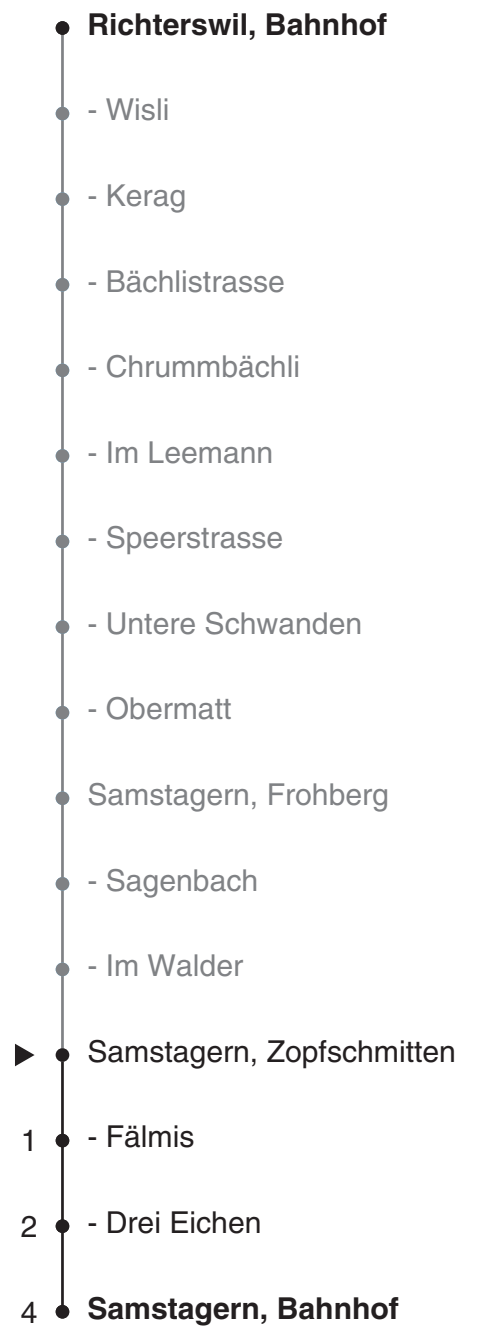 Richterswil, Bahnhof
- Wisli
- Kerag
- Bächlistrasse
- Chrummbächli
- Im Leemann
- Speerstrasse
- Untere Schwanden
- Obermatt
Samstagern, Frohberg
- Sagenbach
- Im Walder
Samstagern, Zopfschmitten
1 - Fälmis
2 - Drei Eichen
4 Samstagern, Bahnhof